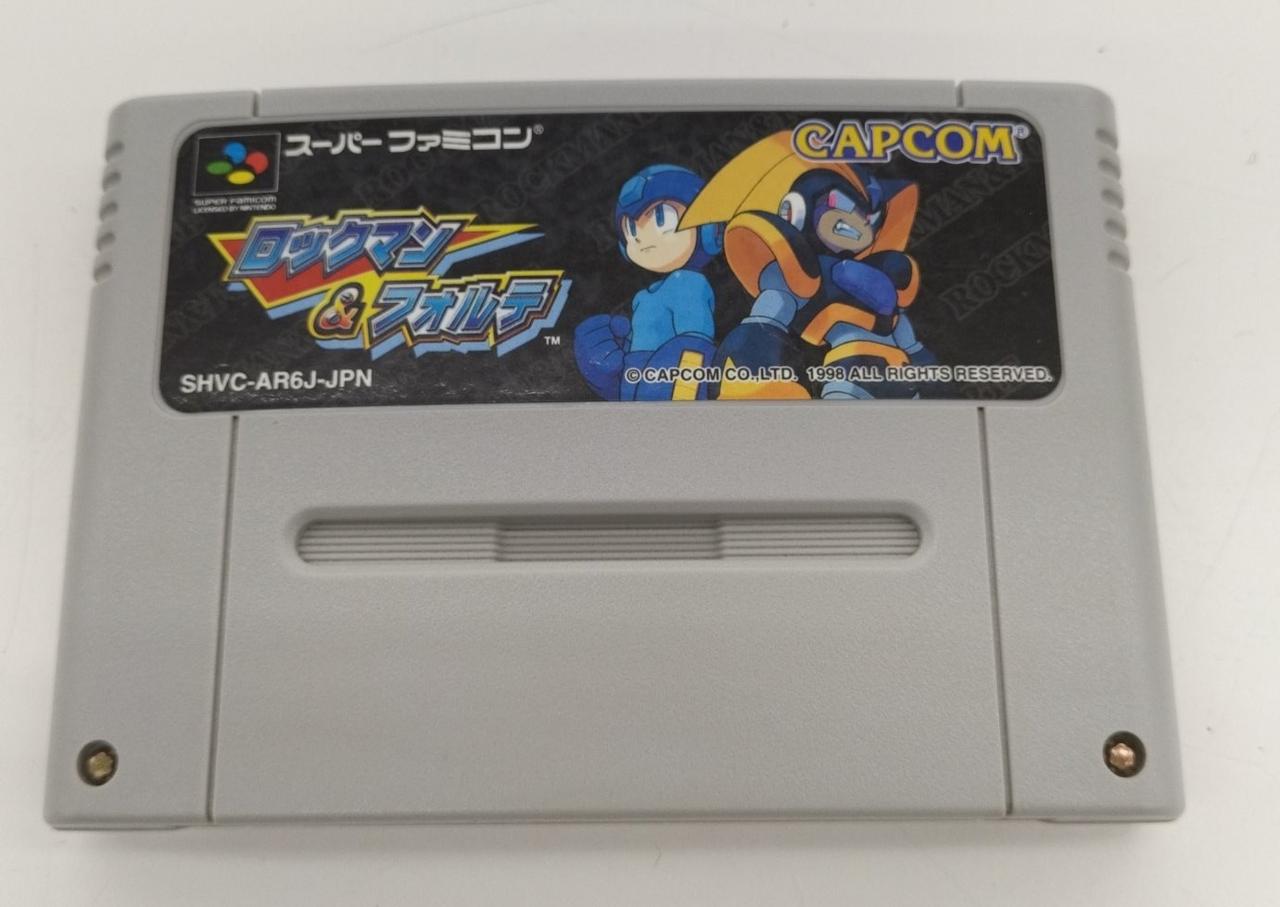 スーパーファミコン®
CAPCOM®
SUPER FAMICOM
LICENSED BY NINTENDO
ロックマン
&フォルテ
TM
SHVC-AR6J-JPN
© CAPCOM CO.,LTD. 1998 ALL RIGHTS RESERVED.